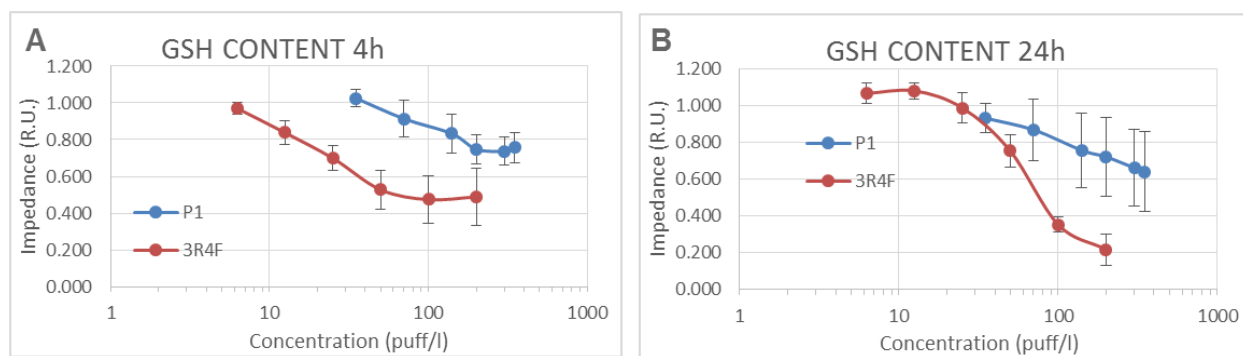 A
GSH CONTENT 4h
1.200
1.000
0.800
0.600
0.400
0.200
0.000
Impedance (R.U.)
P1
3R4F
1 10 100 1000
Concentration (puff/l)
B
GSH CONTENT 24h
1.200
1.000
0.800
0.600
0.400
0.200
0.000
Impedance (R.U.)
P1
3R4F
1 10 100 1000
Concentration (puff/l)